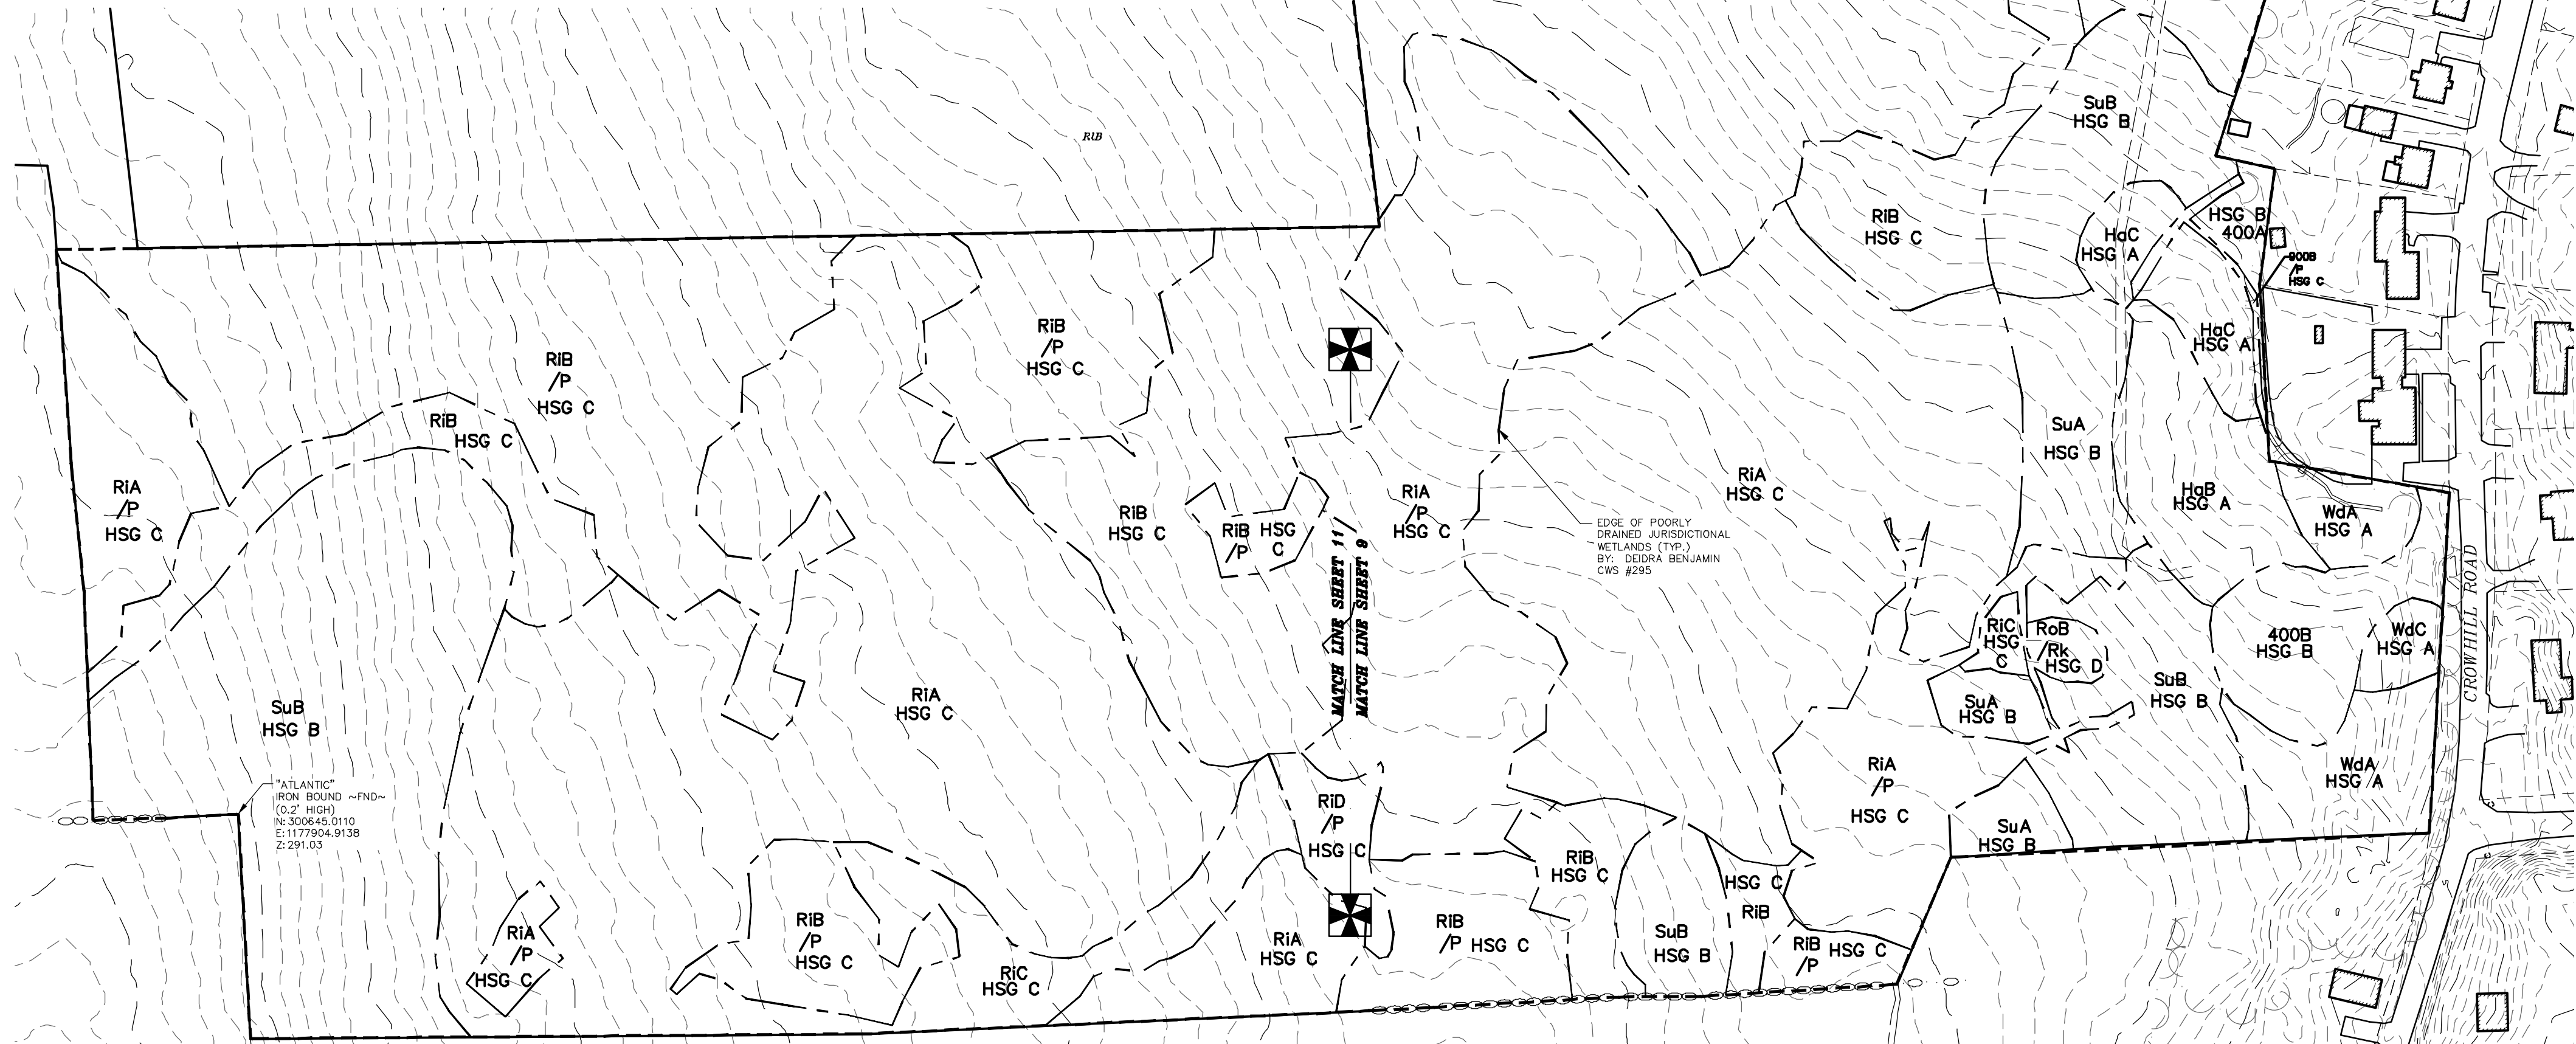 RiB
SuB
HSG B
RiB
HSG C
HaC
HSG A
HSG B
400A
900B
/P
HSG C
HaC
HSG A
RiB
/P
HSG C
RiB
/P
HSG C
RiB
HSG C
RiA
/P
HSG C
RiB
HSG C
RiB
/P
HSG
C
RiA
/P
HSG C
MATCH LINE SHEET 11
MATCH LINE SHEET 9
EDGE OF POORLY
DRAINED JURISDICTIONAL
WETLANDS (TYP.)
BY: DEIDRA BENJAMIN
CWS #295
RiA
HSG C
SuA
HSG B
HaB
HSG A
WdA
HSG A
CROWHILL ROAD
RiC
HSG
C
RoB
/Rk
HSG D
400B
HSG B
WdC
HSG A
SuB
HSG B
SuA
HSG B
SuB
HSG B
RiA
HSG C
"ATLANTIC"
IRON BOUND ~FND~
(0.2' HIGH)
N: 300645.0110
E: 1177904.9138
Z: 291.03
RiD
/P
HSG C
RiA
/P
HSG C
WdA
HSG A
SuA
HSG B
RiB
HSG C
HSG C
RiB
RiA
/P
HSG C
RiB
/P
HSG C
RiC
HSG C
RiA
HSG C
RiB
/P HSG C
SuB
HSG B
RiB
/P
HSG C